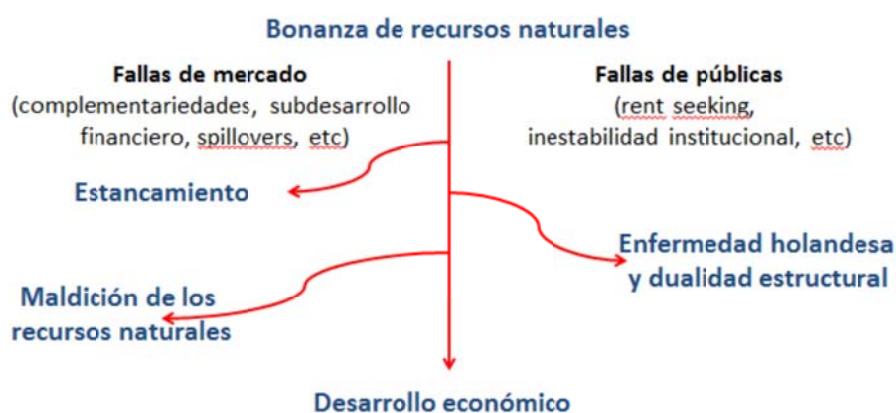 Bonanza de recursos naturales
Fallas de mercado
(complementariedades, subdesarrollo
financiero, spillovers, etc)
Fallas de públicas
(rent seeking,
inestabilidad institucional, etc)
Estancamiento
Enfermedad holandesa
y dualidad estructural
Maldición de los
recursos naturales
Desarrollo económico